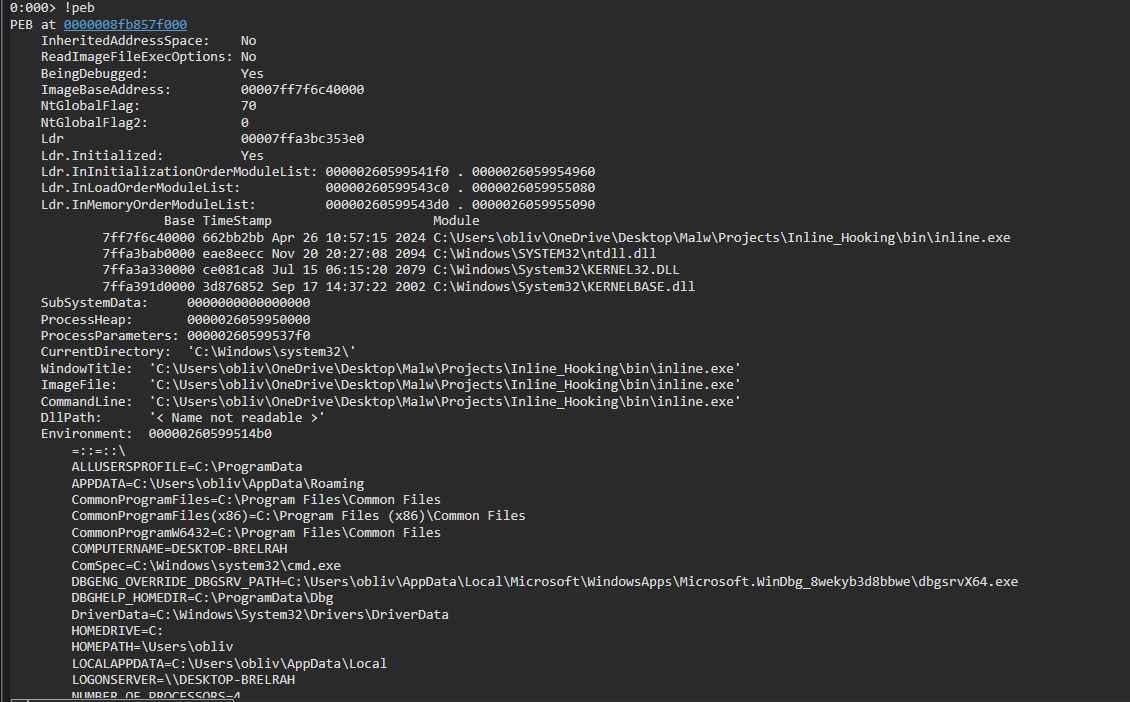 0:000> !peb
PEB at 0000008fb857f000
InheritedAddressSpace: No
ReadImageFileExecOptions: No
BeingDebugged: Yes
ImageBaseAddress: 00007ff7f6c40000
NtGlobalFlag: 70
NtGlobalFlag2: 0
Ldr 00007ffa3bc353e0
Ldr.Initialized: Yes
Ldr.InInitializationOrderModuleList: 00000260599541f0 . 0000026059954960
Ldr.InLoadOrderModuleList: 00000260599543c0 . 0000026059955080
Ldr.InMemoryOrderModuleList: 00000260599543d0 . 0000026059955090
Base TimeStamp Module
7ff7f6c40000 662bb2bb Apr 26 10:57:15 2024 C:\Users\obliv\OneDrive\Desktop\Malw\Projects\Inline_Hooking\bin\inline.exe
7ffa3bab0000 eae8eecc Nov 20 20:27:08 2094 C:\Windows\SYSTEM32\ntdll.dll
7ffa3a330000 ce081ca8 Jul 15 06:15:20 2079 C:\Windows\System32\KERNEL32.DLL
7ffa391d0000 3d876852 Sep 17 14:37:22 2002 C:\Windows\System32\KERNELBASE.dll
SubSystemData: 0000000000000000
ProcessHeap: 0000026059950000
ProcessParameters: 00000260599537f0
CurrentDirectory: 'C:\Windows\system32\'
WindowTitle: 'C:\Users\obliv\OneDrive\Desktop\Malw\Projects\Inline_Hooking\bin\inline.exe'
ImageFile: 'C:\Users\obliv\OneDrive\Desktop\Malw\Projects\Inline_Hooking\bin\inline.exe'
CommandLine: 'C:\Users\obliv\OneDrive\Desktop\Malw\Projects\Inline_Hooking\bin\inline.exe'
DllPath: '< Name not readable >'
Environment: 00000260599514b0
=::=::\
ALLUSERSPROFILE=C:\ProgramData
APPDATA=C:\Users\obliv\AppData\Roaming
CommonProgramFiles=C:\Program Files\Common Files
CommonProgramFiles(x86)=C:\Program Files (x86)\Common Files
CommonProgramW6432=C:\Program Files\Common Files
COMPUTERNAME=DESKTOP-BRELRAH
ComSpec=C:\Windows\system32\cmd.exe
DBGENG_OVERRIDE_DBGSRV_PATH=C:\Users\obliv\AppData\Local\Microsoft\WindowsApps\Microsoft.WinDbg_8wekyb3d8bbwe\dbgsrvX64.exe
DBGHELP_HOMEDIR=C:\ProgramData\Dbg
DriverData=C:\Windows\System32\Drivers\DriverData
HOMEDRIVE=C:
HOMEPATH=\Users\obliv
LOCALAPPDATA=C:\Users\obliv\AppData\Local
LOGONSERVER=\\DESKTOP-BRELRAH
NUMBER_OF_PROCESSORS=4